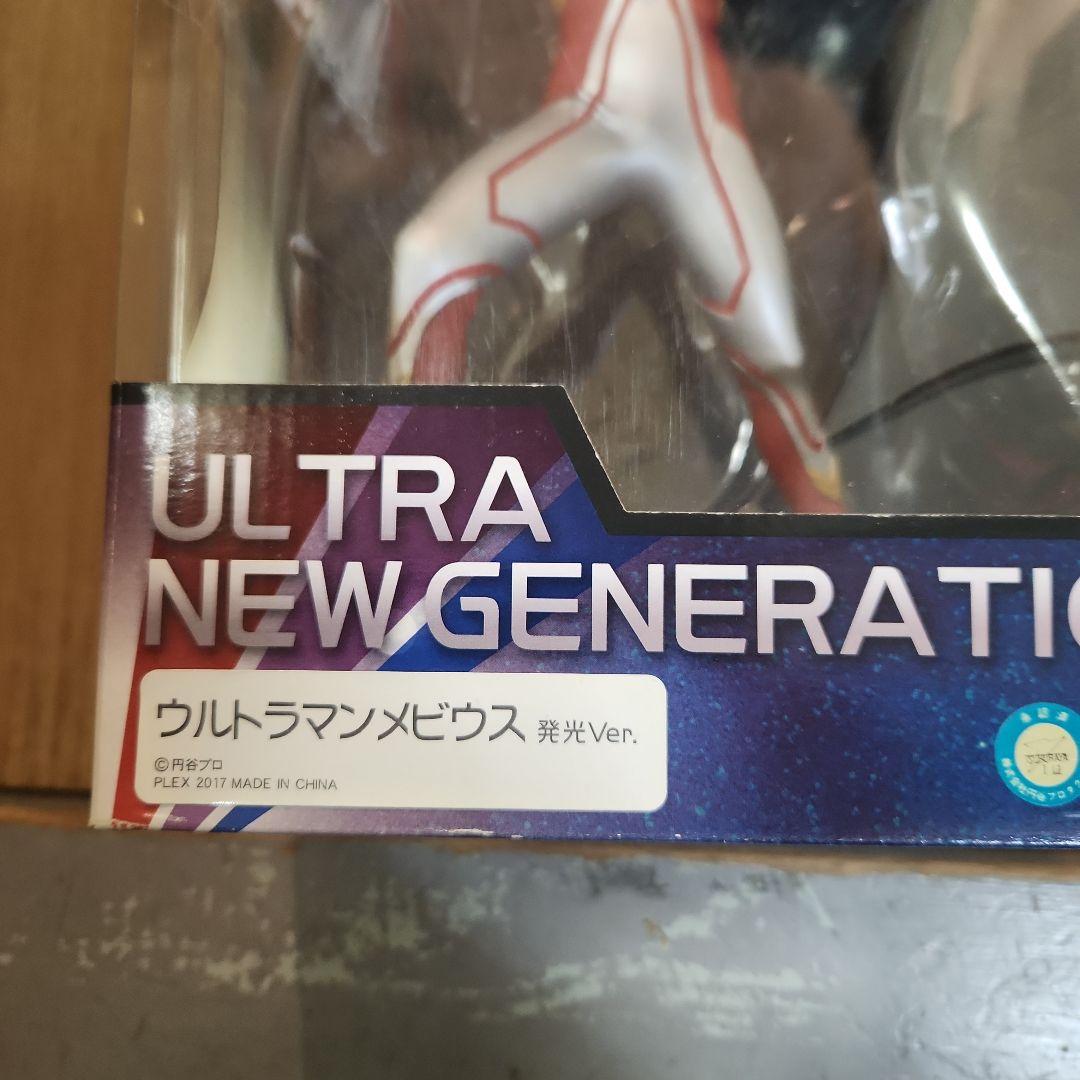 ULTRA
NEW GENERATIO
ウルトラマンメビウス 発光Ver.
©円谷プロ
PLEX 2017 MADE IN CHINA